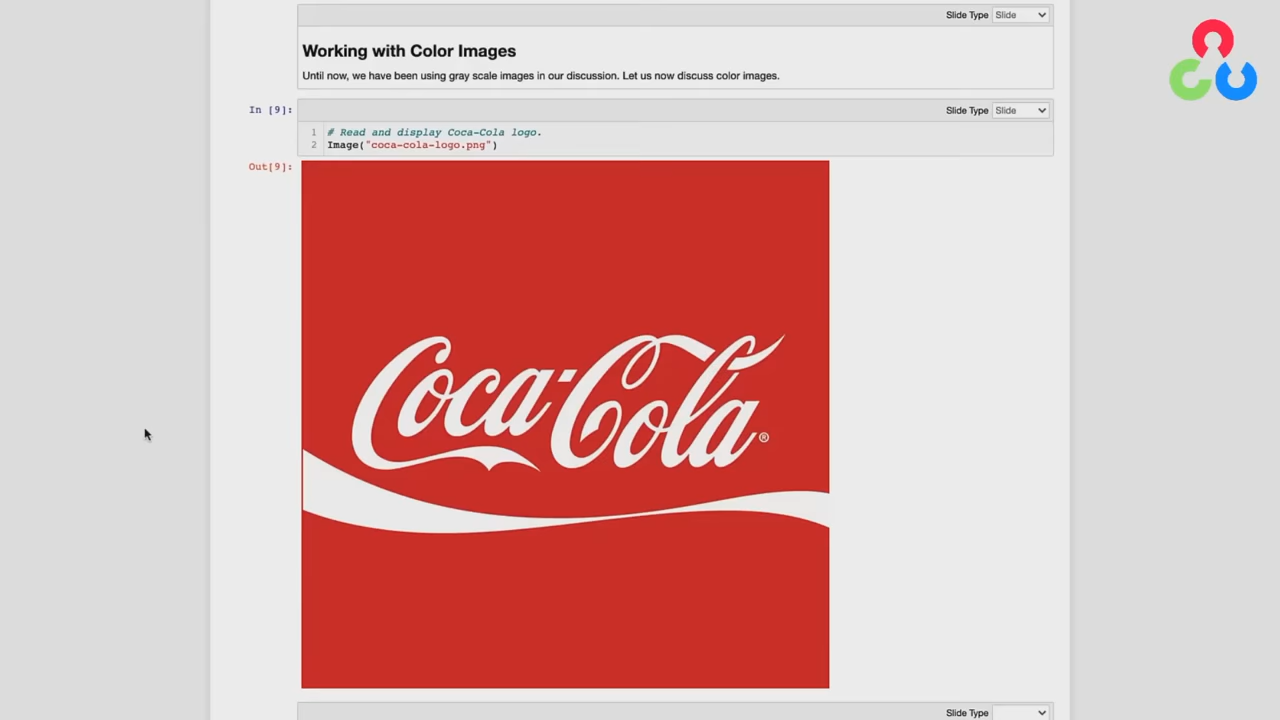 Slide Type Slide
Working with Color Images
Until now, we have been using gray scale images in our discussion. Let us now discuss color images.
In [9]:
Slide Type Slide
1 # Read and display Coca-Cola logo.
2 Image("coca-cola-logo.png")
Out[9]:
Coca-Cola®
Slide Type